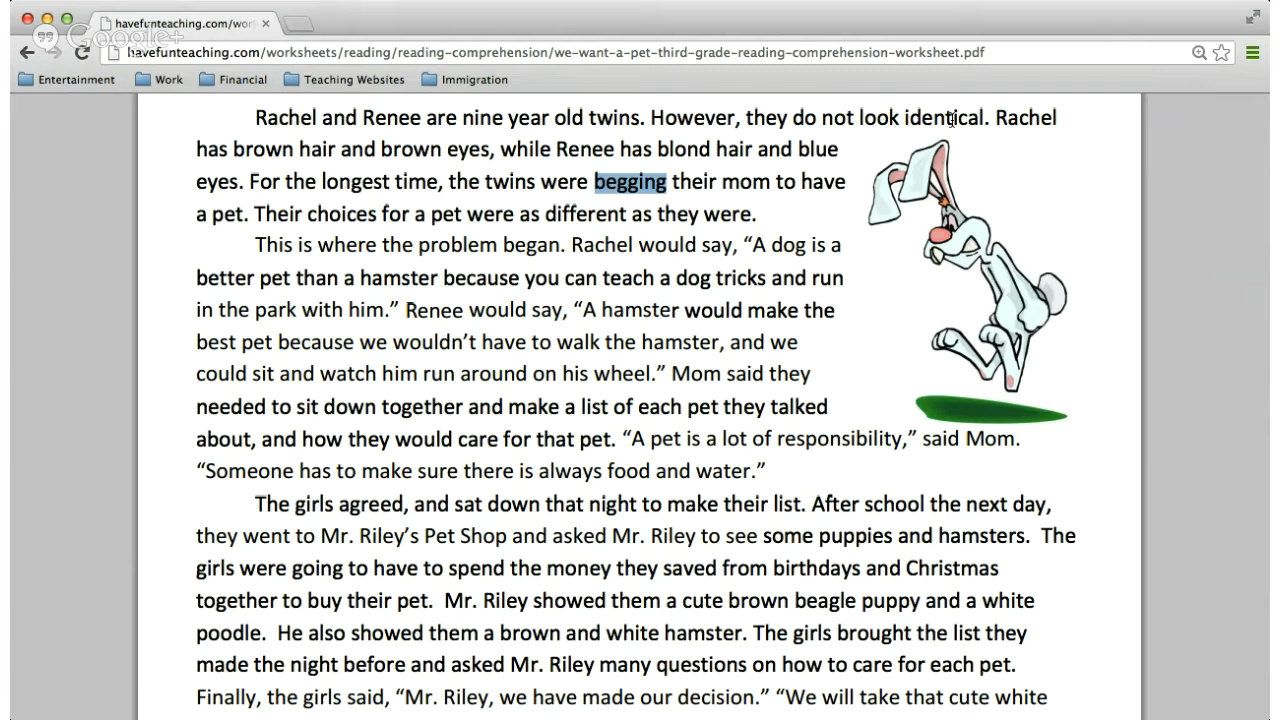 havefunteaching.com/wor
Google+
havefunteaching.com/worksheets/reading/reading-comprehension/we-want-a-pet-third-grade-reading-comprehension-worksheet.pdf
Entertainment Work Financial Teaching Websites Immigration
Rachel and Renee are nine year old twins. However, they do not look identical. Rachel
has brown hair and brown eyes, while Renee has blond hair and blue
eyes. For the longest time, the twins were begging their mom to have
a pet. Their choices for a pet were as different as they were.
This is where the problem began. Rachel would say, “A dog is a
better pet than a hamster because you can teach a dog tricks and run
in the park with him.” Renee would say, “A hamster would make the
best pet because we wouldn’t have to walk the hamster, and we
could sit and watch him run around on his wheel.” Mom said they
needed to sit down together and make a list of each pet they talked
about, and how they would care for that pet. “A pet is a lot of responsibility,” said Mom.
“Someone has to make sure there is always food and water.”
The girls agreed, and sat down that night to make their list. After school the next day,
they went to Mr. Riley’s Pet Shop and asked Mr. Riley to see some puppies and hamsters. The
girls were going to have to spend the money they saved from birthdays and Christmas
together to buy their pet. Mr. Riley showed them a cute brown beagle puppy and a white
poodle. He also showed them a brown and white hamster. The girls brought the list they
made the night before and asked Mr. Riley many questions on how to care for each pet.
Finally, the girls said, “Mr. Riley, we have made our decision.” “We will take that cute white